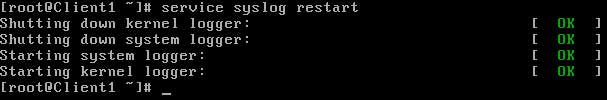 [root@Client1 ~]# service syslog restart
Shutting down kernel logger: [ OK ]
Shutting down system logger: [ OK ]
Starting system logger: [ OK ]
Starting kernel logger: [ OK ]
[root@Client1 ~]# _